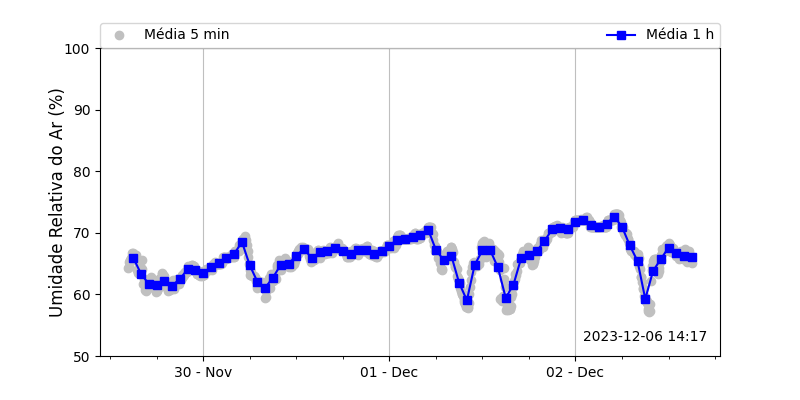 Média 5 min
Média 1 h
Umidade Relativa do Ar (%)
100
90
80
70
60
50
2023-12-06 14:17
30 - Nov
01 - Dec
02 - Dec